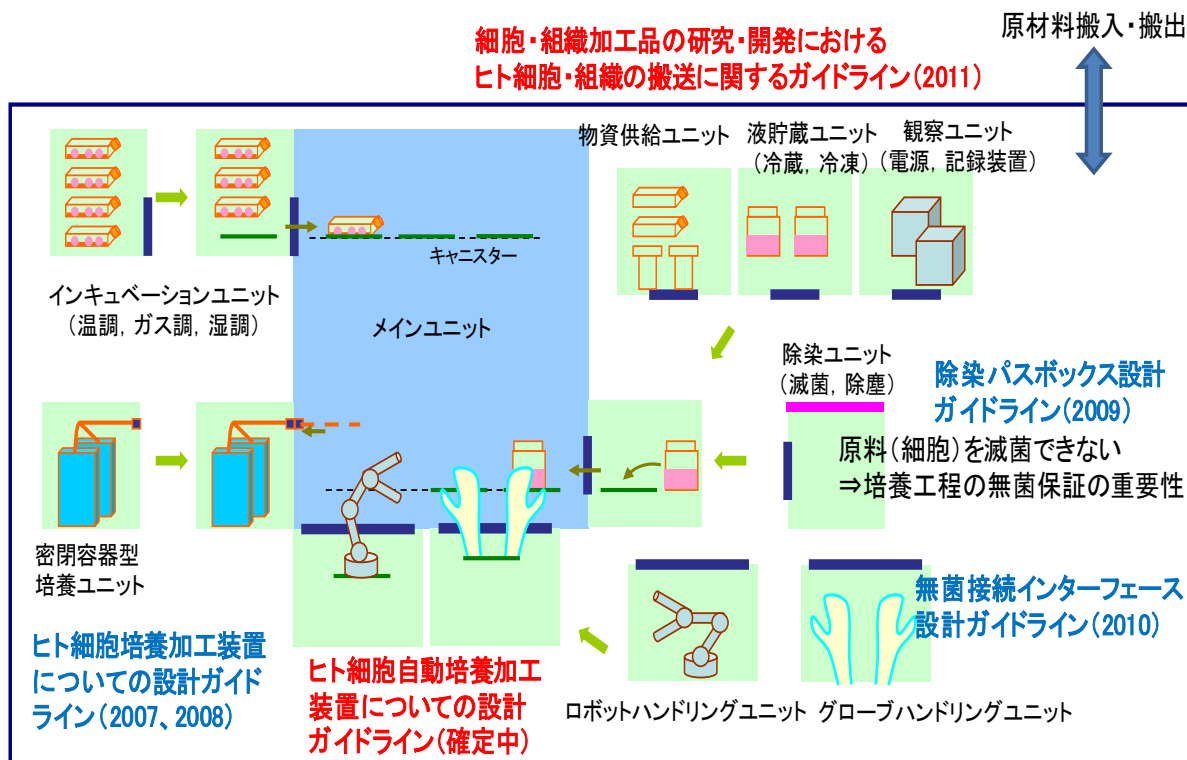 細胞・組織加工品の研究・開発における
ヒト細胞・組織の搬送に関するガイドライン(2011)
原材料搬入・搬出
物資供給ユニット
液貯蔵ユニット
(冷蔵, 冷凍)
観察ユニット
(電源, 記録装置)
キャニスター
インキュベーションユニット
(温調, ガス調, 湿調)
メインユニット
除染ユニット
(滅菌, 除塵)
除染パスボックス設計
ガイドライン(2009)
原料(細胞)を滅菌できない
⇒培養工程の無菌保証の重要性
密閉容器型
培養ユニット
無菌接続インターフェース
設計ガイドライン(2010)
ヒト細胞培養加工装置
についての設計ガイド
ライン(2007、2008)
ヒト細胞自動培養加工
装置についての設計
ガイドライン(確定中)
ロボットハンドリングユニット
グローブハンドリングユニット